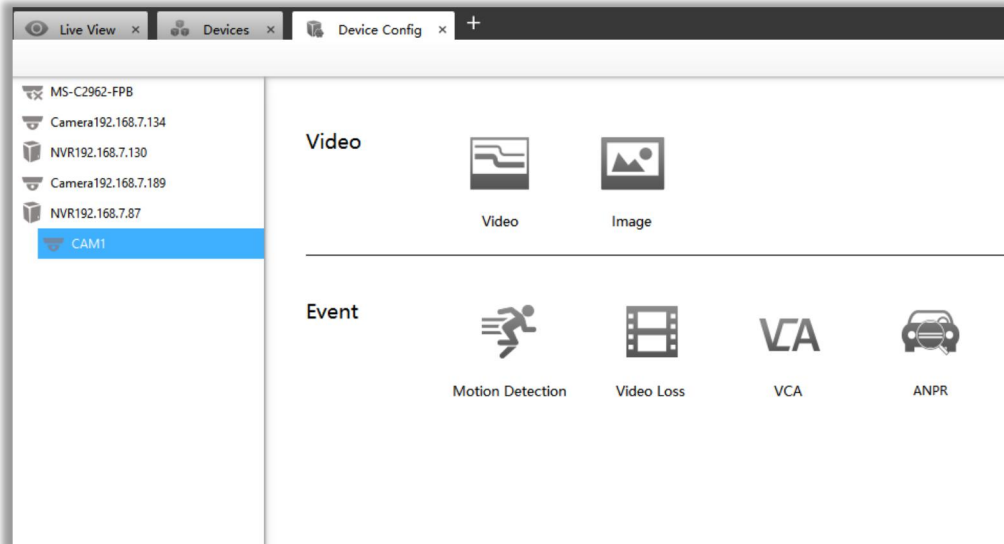 Live View × Devices × Device Config × +
MS-C2962-FPB
Camera192.168.7.134
NVR192.168.7.130
Camera192.168.7.189
NVR192.168.7.87
CAM1
Video
Video Image
Event
VCA
Motion Detection Video Loss VCA ANPR